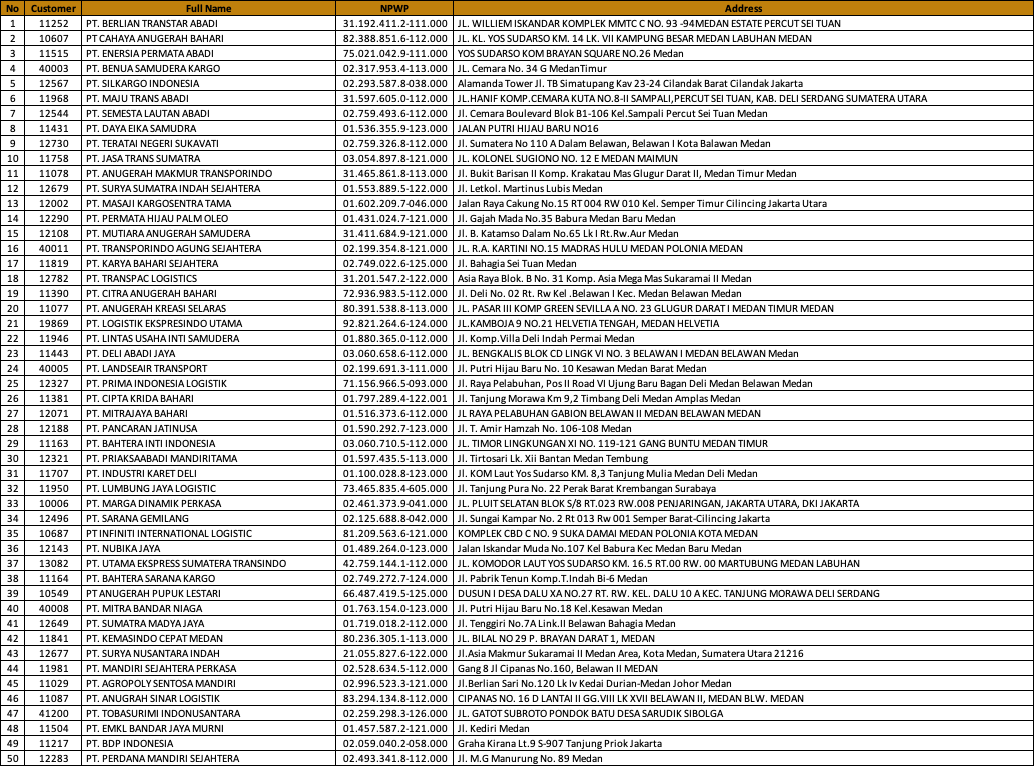 No Customer Full Name NPWP Address
1 11252 PT. BERLIAN TRANSTAR ABADI 31.192.411.2-111.000 JL. WILLIEM ISKANDAR KOMPLEK MMTC C NO. 93 -94MEDAN ESTATE PERCUT SEI TUAN
2 10607 PT CAHAYA ANUGERAH BAHARI 82.388.851.6-112.000 JL. KL. YOS SUDARSO KM. 14 LK. VII KAMPUNG BESAR MEDAN LABUHAN MEDAN
3 11515 PT. ENERSIA PERMATA ABADI 75.021.042.9-111.000 YOS SUDARSO KOM BRAYAN SQUARE NO.26 Medan
4 40003 PT. BENUA SAMUDERA KARGO 02.317.953.4-113.000 JL. Cemara No. 34 G MedanTimur
5 12567 PT. SILKARGO INDONESIA 02.293.587.8-038.000 Alamanda Tower Jl. TB Simatupang Kav 23-24 Cilandak Barat Cilandak Jakarta
6 11968 PT. MAJU TRANS ABADI 31.597.605.0-112.000 JL.HANIF KOMP.CEMARA KUTA NO.8-II SAMPALI,PERCUT SEI TUAN, KAB. DELI SERDANG SUMATERA UTARA
7 12544 PT. SEMESTA LAUTAN ABADI 02.759.493.6-112.000 Jl. Cemara Boulevard Blok B1-106 Kel.Sampali Percut Sei Tuan Medan
8 11431 PT. DAYA EIKA SAMUDRA 01.536.355.9-123.000 JALAN PUTRI HIJAU BARU NO16
9 12730 PT. TERATAI NEGERI SUKAVATI 02.759.326.8-112.000 Jl. Sumatera No 110 A Dalam Belawan, Belawan I Kota Balawan Medan
10 11758 PT. JASA TRANS SUMATRA 03.054.897.8-121.000 JL. KOLONEL SUGIONO NO. 12 E MEDAN MAIMUN
11 11078 PT. ANUGERAH MAKMUR TRANSPORINDO 31.465.861.8-113.000 Jl. Bukit Barisan II Komp. Krakatau Mas Glugur Darat II, Medan Timur Medan
12 12679 PT. SURYA SUMATRA INDAH SEJAHTERA 01.553.889.5-122.000 Jl. Letkol. Martinus Lubis Medan
13 12002 PT. MASAJI KARGOSENTRA TAMA 01.602.209.7-046.000 Jalan Raya Cakung No.15 RT 004 RW 010 Kel. Semper Timur Cilincing Jakarta Utara
14 12290 PT. PERMATA HIJAU PALM OLEO 01.431.024.7-121.000 Jl. Gajah Mada No.35 Babura Medan Baru Medan
15 12108 PT. MUTIARA ANUGERAH SAMUDERA 31.411.684.9-121.000 Jl. B. Katamso Dalam No.65 Lk I Rt.Rw.Aur Medan
16 40011 PT. TRANSPORINDO AGUNG SEJAHTERA 02.199.354.8-121.000 JL. R.A. KARTINI NO.15 MADRAS HULU MEDAN POLONIA MEDAN
17 11819 PT. KARYA BAHARI SEJAHTERA 02.749.022.6-125.000 Jl. Bahagia Sei Tuan Medan
18 12782 PT. TRANSPAC LOGISTICS 31.201.547.2-122.000 Asia Raya Blok. B No. 31 Komp. Asia Mega Mas Sukaramai II Medan
19 11390 PT. CITRA ANUGERAH BAHARI 72.936.983.5-112.000 Jl. Deli No. 02 Rt. Rw Kel .Belawan I Kec. Medan Belawan Medan
20 11077 PT. ANUGERAH KREASI SELARAS 80.391.538.8-113.000 JL. PASAR III KOMP GREEN SEVILLA A NO. 23 GLUGUR DARAT I MEDAN TIMUR MEDAN
21 19869 PT. LOGISTIK EKSPRESINDO UTAMA 92.821.264.6-124.000 JL.KAMBOJA 9 NO.21 HELVETIA TENGAH, MEDAN HELVETIA
22 11946 PT. LINTAS USAHA INTI SAMUDERA 01.880.365.0-112.000 Jl. Komp.Villa Deli Indah Permai Medan
23 11443 PT. DELI ABADI JAYA 03.060.658.6-112.000 JL. BENGKALIS BLOK CD LINGK VI NO. 3 BELAWAN I MEDAN BELAWAN Medan
24 40005 PT. LANDSEAIR TRANSPORT 02.199.691.3-111.000 Jl. Putri Hijau Baru No. 10 Kesawan Medan Barat Medan
25 12327 PT. PRIMA INDONESIA LOGISTIK 71.156.966.5-093.000 Jl. Raya Pelabuhan, Pos II Road VI Ujung Baru Bagan Deli Medan Belawan Medan
26 11381 PT. CIPTA KRIDA BAHARI 01.797.289.4-122.001 Jl. Tanjung Morawa Km 9,2 Timbang Deli Medan Amplas Medan
27 12071 PT. MITRAJAYA BAHARI 01.516.373.6-112.000 JL RAYA PELABUHAN GABION BELAWAN II MEDAN BELAWAN MEDAN
28 12188 PT. PANCARAN JATINUSA 01.590.292.7-123.000 Jl. T. Amir Hamzah No. 106-108 Medan
29 11163 PT. BAHTERA INTI INDONESIA 03.060.710.5-112.000 JL. TIMOR LINGKUNGAN XI NO. 119-121 GANG BUNTU MEDAN TIMUR
30 12321 PT. PRIAKSAABADI MANDIRITAMA 01.597.435.5-113.000 Jl. Tirtosari Lk. Xii Bantan Medan Tembung
31 11707 PT. INDUSTRI KARET DELI 01.100.028.8-123.000 Jl. KOM Laut Yos Sudarso KM. 8,3 Tanjung Mulia Medan Deli Medan
32 11950 PT. LUMBUNG JAYA LOGISTIC 73.465.835.4-605.000 Jl. Tanjung Pura No. 22 Perak Barat Krembangan Surabaya
33 10006 PT. MARGA DINAMIK PERKASA 02.461.373.9-041.000 JL. PLUIT SELATAN BLOK S/8 RT.023 RW.008 PENJARINGAN, JAKARTA UTARA, DKI JAKARTA
34 12496 PT. SARANA GEMILANG 02.125.688.8-042.000 Jl. Sungai Kampar No. 2 Rt 013 Rw 001 Semper Barat-Cilincing Jakarta
35 10687 PT INFINITI INTERNATIONAL LOGISTIC 81.209.563.6-121.000 KOMPLEK CBD C NO. 9 SUKA DAMAI MEDAN POLONIA KOTA MEDAN
36 12143 PT. NUBIKA JAYA 01.489.264.0-123.000 Jalan Iskandar Muda No.107 Kel Babura Kec Medan Baru Medan
37 13082 PT. UTAMA EKSPRESS SUMATERA TRANSINDO 42.759.144.1-112.000 JL. KOMODOR LAUT YOS SUDARSO KM. 16.5 RT.00 RW. 00 MARTUBUNG MEDAN LABUHAN
38 11164 PT. BAHTERA SARANA KARGO 02.749.272.7-124.000 Jl. Pabrik Tenun Komp.T.Indah Bi-6 Medan
39 10549 PT ANUGERAH PUPUK LESTARI 66.487.419.5-125.000 DUSUN I DESA DALU XA NO.27 RT. RW. KEL. DALU 10 A KEC. TANJUNG MORAWA DELI SERDANG
40 40008 PT. MITRA BANDAR NIAGA 01.763.154.0-123.000 Jl. Putri Hijau Baru No.18 Kel.Kesawan Medan
41 12649 PT. SUMATRA MADYA JAYA 01.719.018.2-112.000 Jl. Tenggiri No.7A Link.II Belawan Bahagia Medan
42 11841 PT. KEMASINDO CEPAT MEDAN 80.236.305.1-113.000 JL. BILAL NO 29 P. BRAYAN DARAT 1, MEDAN
43 12677 PT. SURYA NUSANTARA INDAH 21.055.827.6-122.000 Jl.Asia Makmur Sukaramai II Medan Area, Kota Medan, Sumatera Utara 21216
44 11981 PT. MANDIRI SEJAHTERA PERKASA 02.528.634.5-112.000 Gang 8 Jl Cipanas No.160, Belawan II MEDAN
45 11029 PT. AGROPOLY SENTOSA MANDIRI 02.996.523.3-121.000 Jl.Berlian Sari No.120 Lk Iv Kedai Durian-Medan Johor Medan
46 11087 PT. ANUGRAH SINAR LOGISTIK 83.294.134.8-112.000 CIPANAS NO. 16 D LANTAI II GG.VIII LK XVII BELAWAN II, MEDAN BLW. MEDAN
47 41200 PT. TOBASURIMI INDONUSANTARA 02.259.298.3-126.000 JL. GATOT SUBROTO PONDOK BATU DESA SARUDIK SIBOLGA
48 11504 PT. EMKL BANDAR JAYA MURNI 01.457.587.2-121.000 Jl. Kediri Medan
49 11217 PT. BDP INDONESIA 02.059.040.2-058.000 Graha Kirana Lt.9 S-907 Tanjung Priok Jakarta
50 12283 PT. PERDANA MANDIRI SEJAHTERA 02.493.341.8-112.000 Jl. M.G Manurung No. 89 Medan